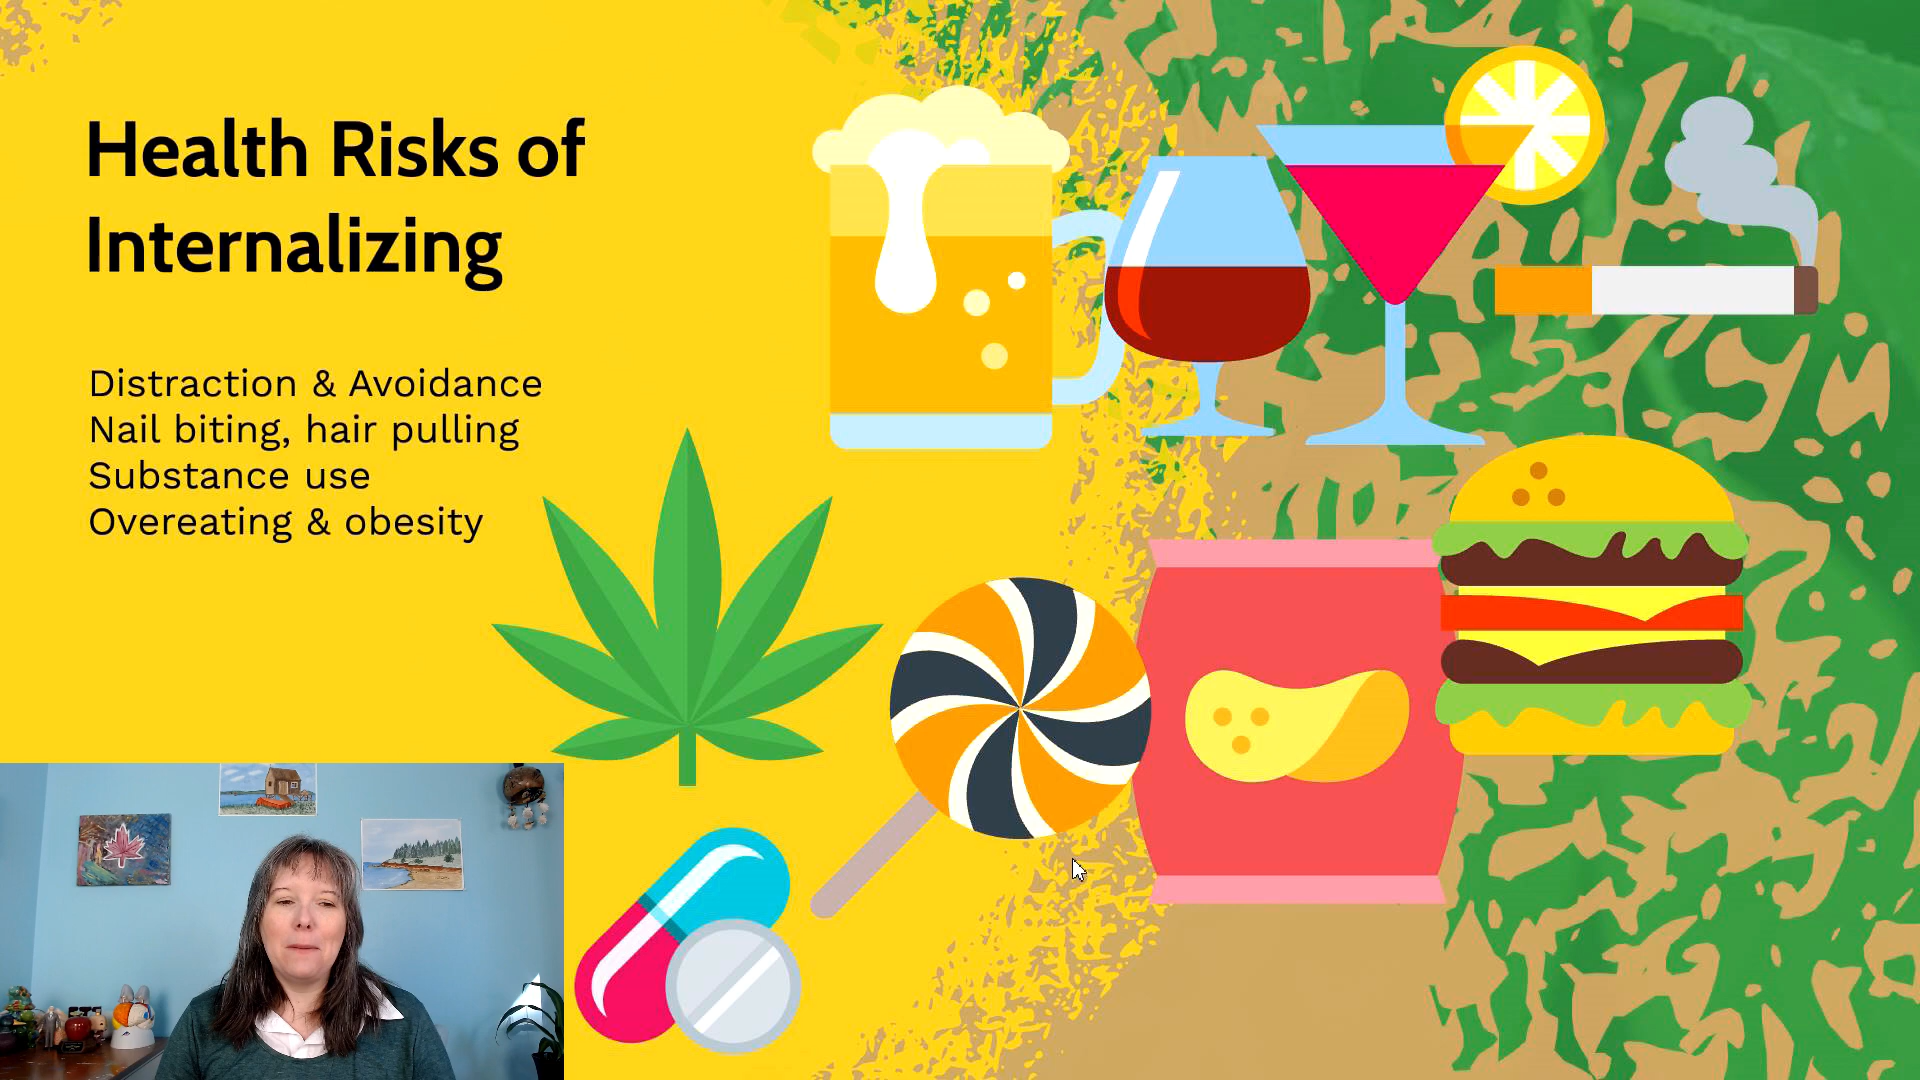 Health Risks of
Internalizing
Distraction & Avoidance
Nail biting, hair pulling
Substance use
Overeating & obesity